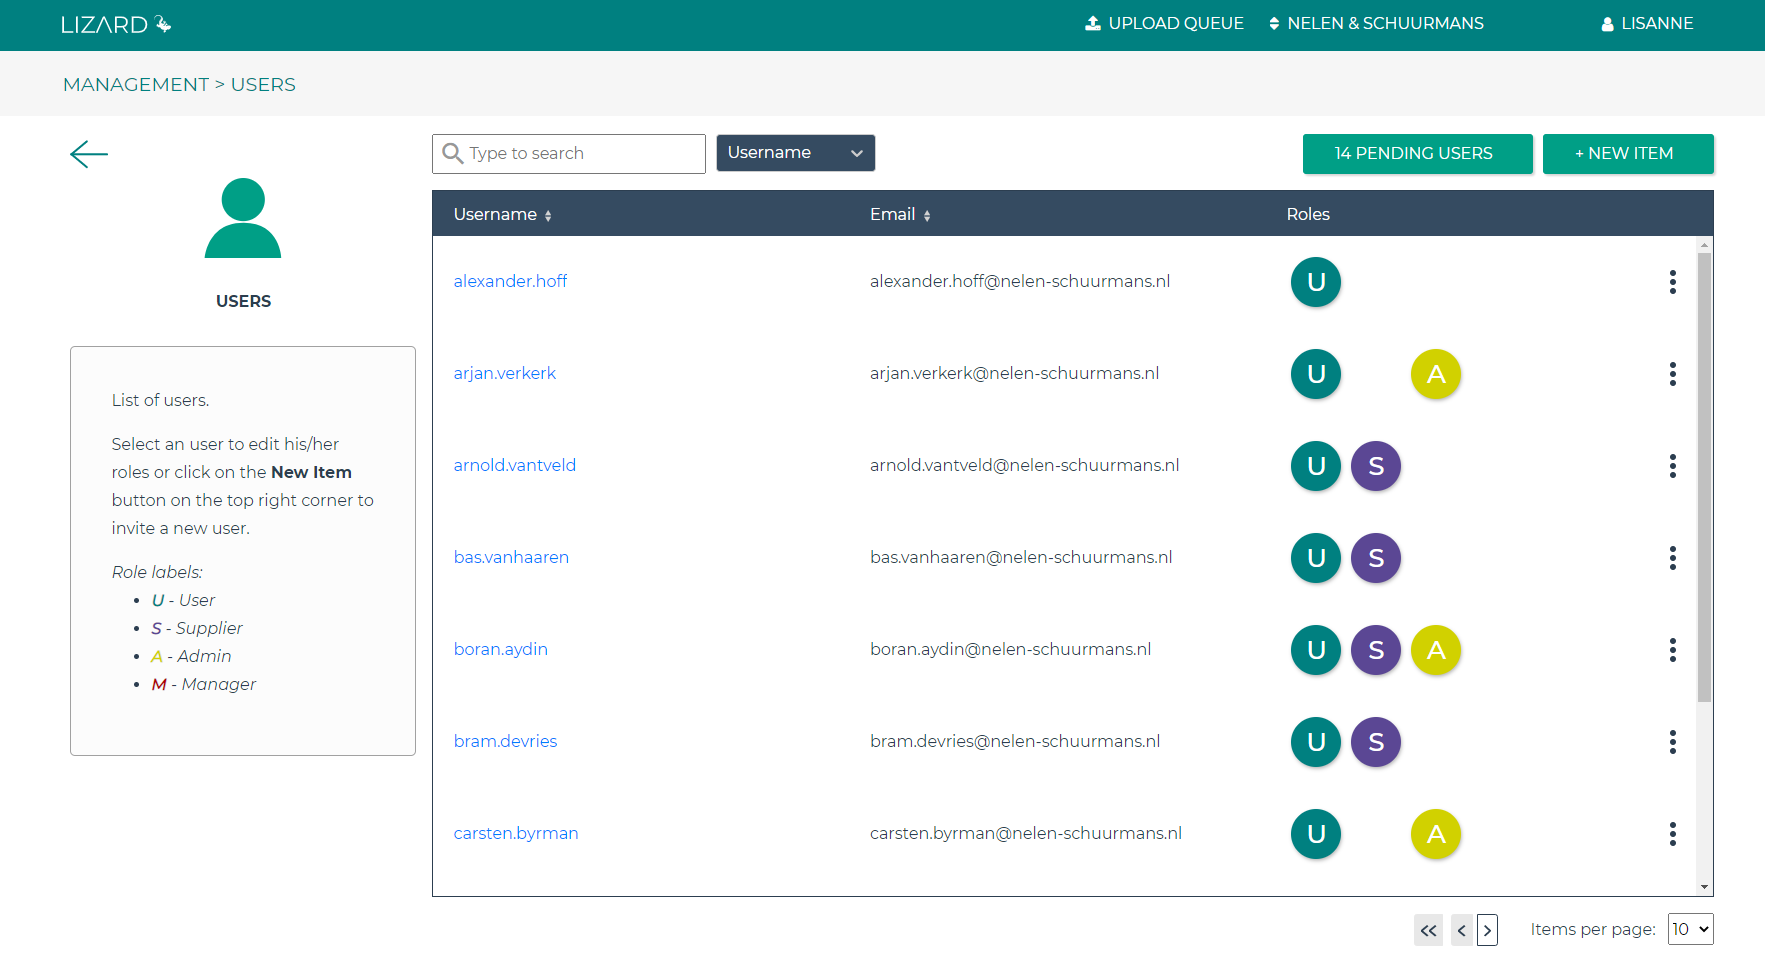 LIZARD
UPLOAD QUEUE
NELEN & SCHUURMANS
LISANNE
MANAGEMENT > USERS
USERS
List of users.
Select an user to edit his/her
roles or click on the New Item
button on the top right corner to
invite a new user.
Role labels:
• U - User
• S - Supplier
• A - Admin
• M - Manager
Type to search
Username
14 PENDING USERS
+ NEW ITEM
Username Email Roles
alexander.hoff alexander.hoff@nelen-schuurmans.nl U
arjan.verkerk arjan.verkerk@nelen-schuurmans.nl U A
arnold.vantveld arnold.vantveld@nelen-schuurmans.nl U S
bas.vanhaaren bas.vanhaaren@nelen-schuurmans.nl U S
boran.aydin boran.aydin@nelen-schuurmans.nl U S A
bram.devries bram.devries@nelen-schuurmans.nl U S
carsten.byrman carsten.byrman@nelen-schuurmans.nl U A
<< < > Items per page: 10